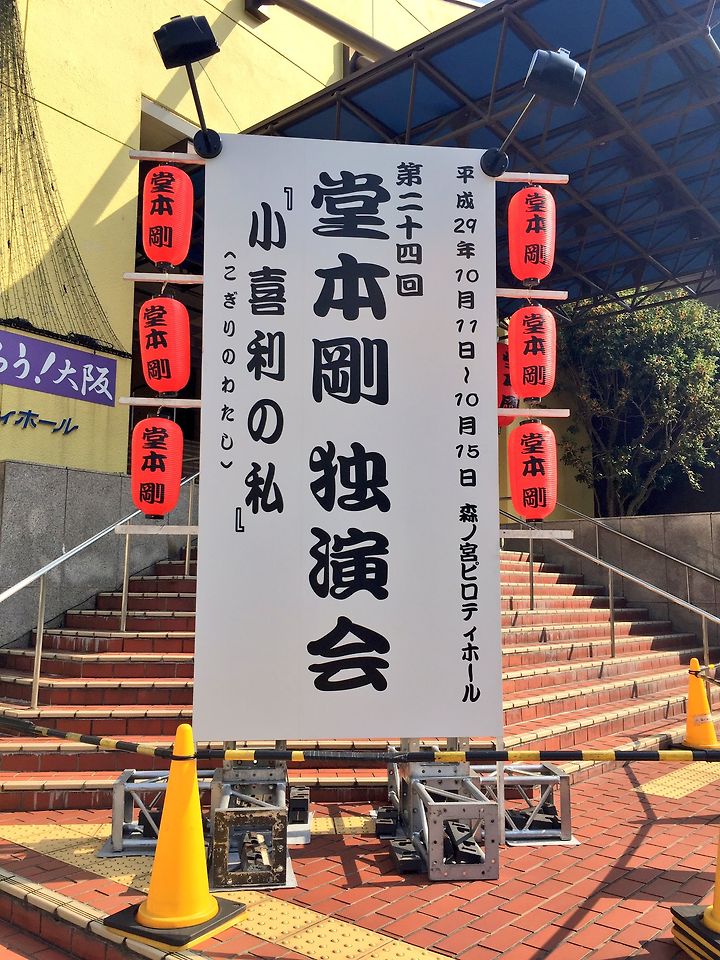 平成29年10月11日～10月15日 森ノ宮ピロティホール
第二十四回
堂本剛 独演会
『小喜利の私』
(こぎりのわたし)
堂本剛
堂本剛
堂本剛
堂本剛
堂本剛
堂本剛
う!大阪
ィホール